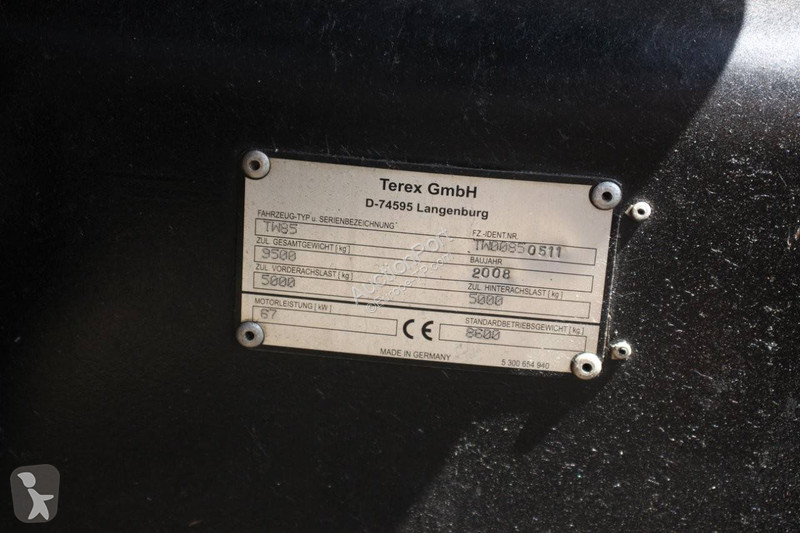 Terex GmbH
D-74595 Langenburg
FAHRZEUG-TYP u. SERIENBEZEICHNUNG
TW85
FZ.-IDENT.NR.
TW00850511
ZUL. GESAMTGEWICHT [kg]
9500
BAUJAHR
2008
ZUL. VORDERACHSLAST [kg]
5000
ZUL. HINTERACHSLAST [kg]
5000
MOTORLEISTUNG [kW]
67
CE
STANDARDBETRIEBSGEWICHT [kg]
8600
MADE IN GERMANY
5 300 654 940
AuctionPort